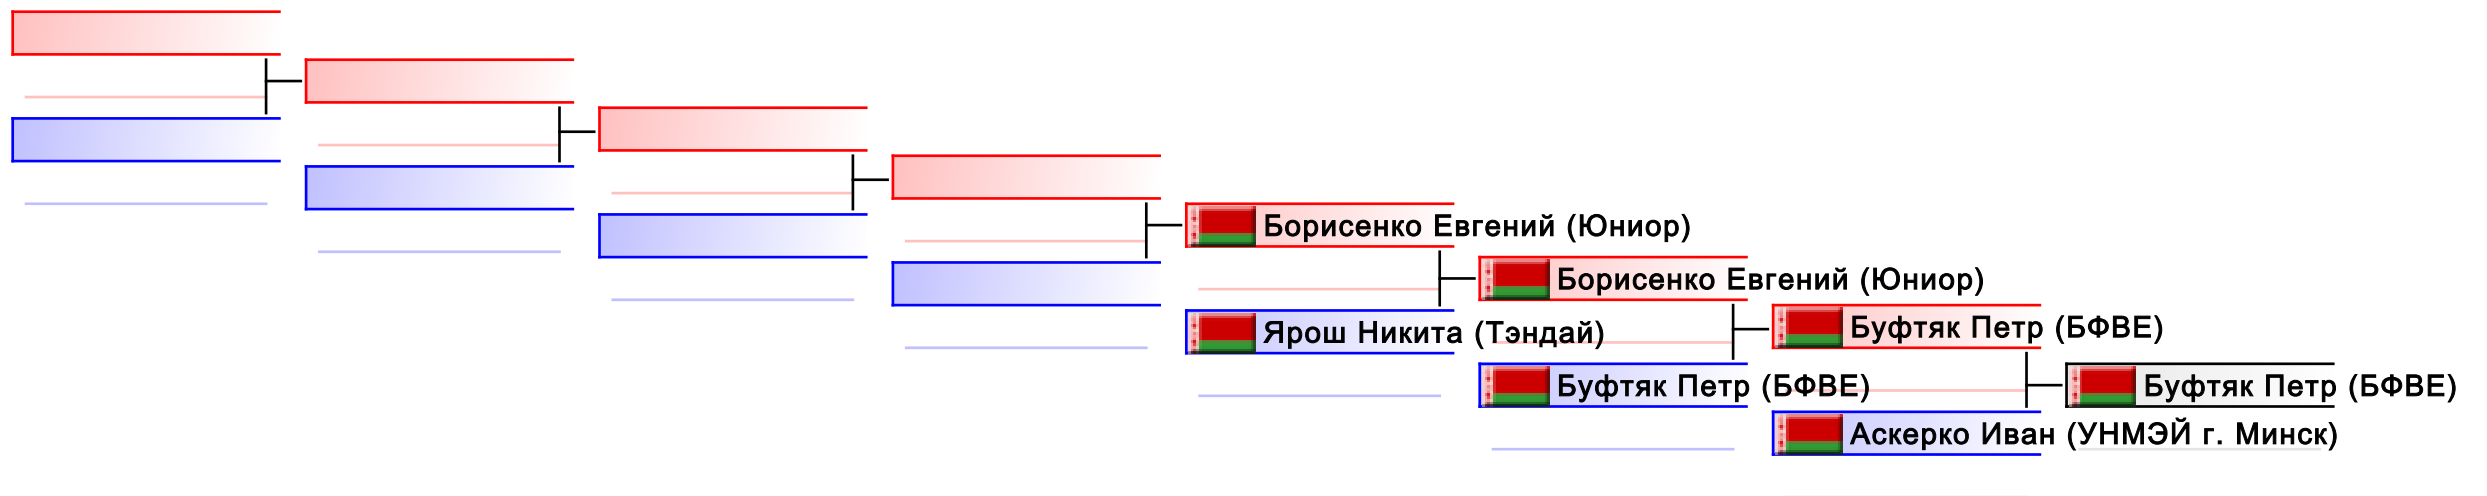 Борисенко Евгений (Юниор)
Борисенко Евгений (Юниор)
Ярош Никита (Тэндай)
Буфтяк Петр (БФВЕ)
Буфтяк Петр (БФВЕ)
Буфтяк Петр (БФВЕ)
Аскерко Иван (УНМЭЙ г. Минск)